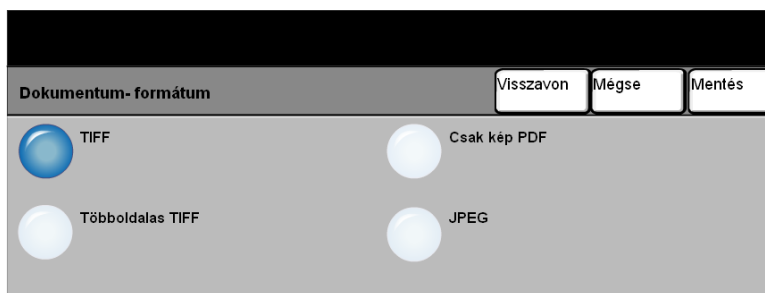 Dokumentum- formátum
Visszavon
Mégse
Mentés
TIFF
Csak kép PDF
Többoldalas TIFF
JPEG